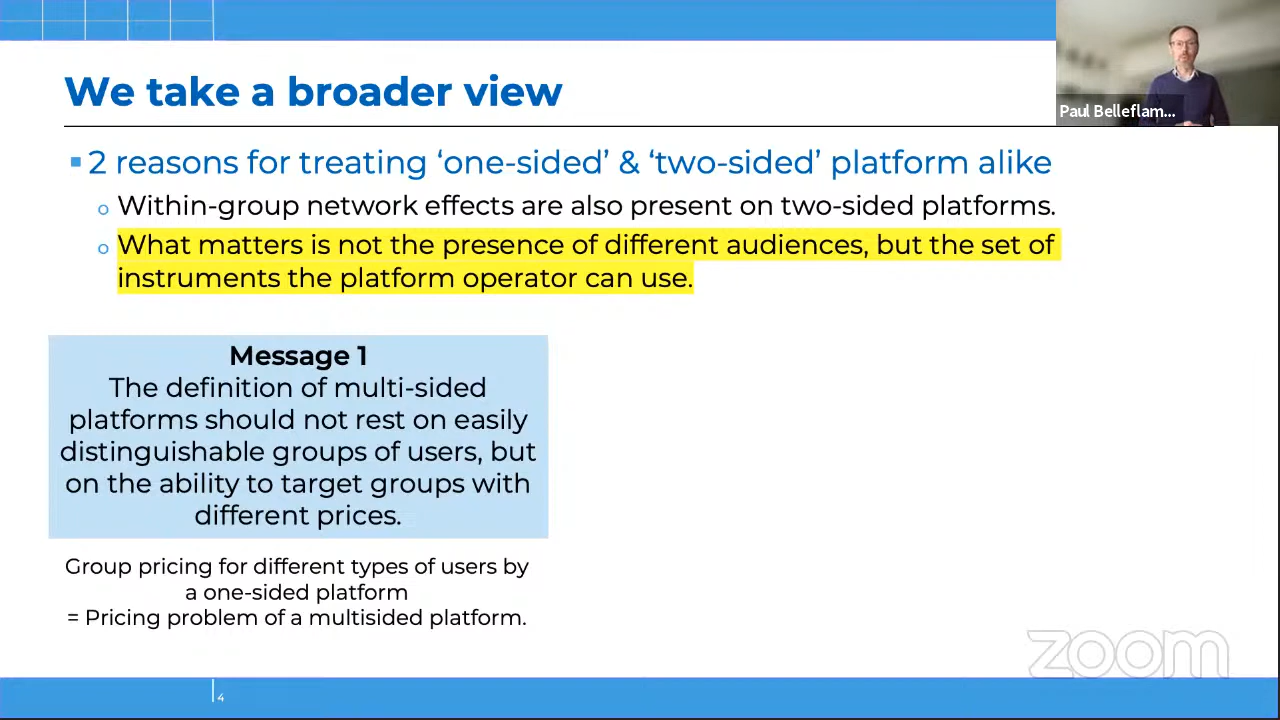 We take a broader view
Paul Belleflam...
2 reasons for treating ‘one-sided’ & ‘two-sided’ platform alike
Within-group network effects are also present on two-sided platforms.
What matters is not the presence of different audiences, but the set of
instruments the platform operator can use.
Message 1
The definition of multi-sided
platforms should not rest on easily
distinguishable groups of users, but
on the ability to target groups with
different prices.
Group pricing for different types of users by
a one-sided platform
= Pricing problem of a multisided platform.
zoom
4